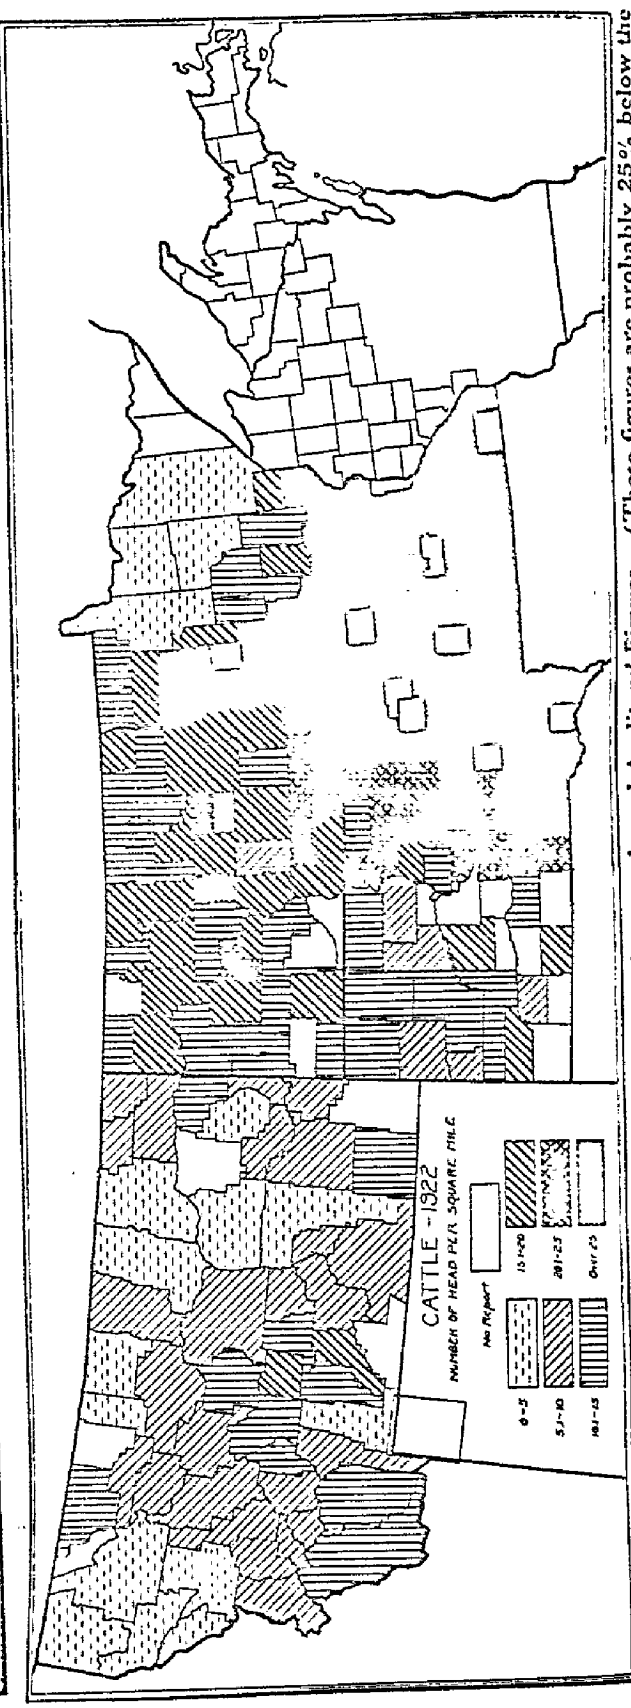 CATTLE - 1922
NUMBER OF HEAD PER SQUARE MILE
No Report
0-5
15.1-20
5.1-10
20.1-25
10.1-15
Over 25
(These figures are probably 25% below the